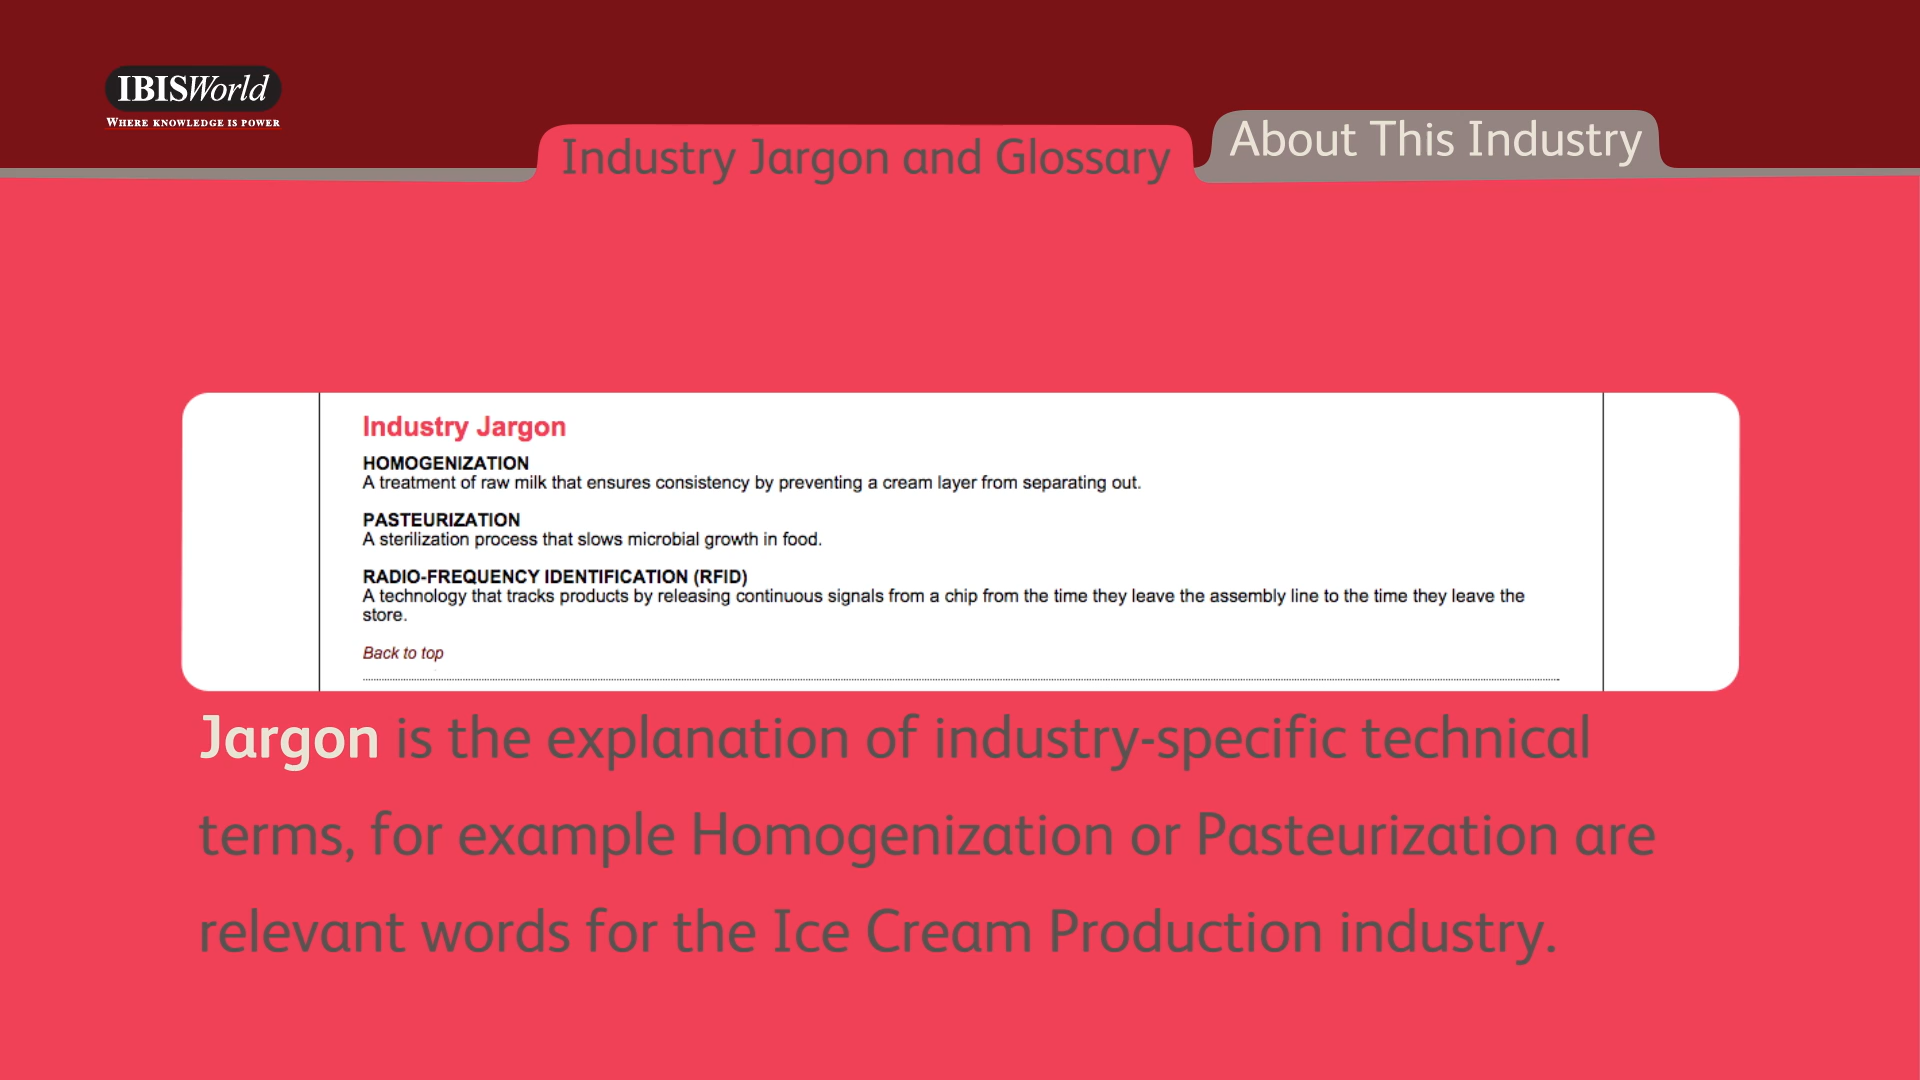 IBISWorld
WHERE KNOWLEDGE IS POWER
Industry Jargon and Glossary
About This Industry
Industry Jargon
HOMOGENIZATION
A treatment of raw milk that ensures consistency by preventing a cream layer from separating out.
PASTEURIZATION
A sterilization process that slows microbial growth in food.
RADIO-FREQUENCY IDENTIFICATION (RFID)
A technology that tracks products by releasing continuous signals from a chip from the time they leave the assembly line to the time they leave the
store.
Back to top
Jargon is the explanation of industry-specific technical
terms, for example Homogenization or Pasteurization are
relevant words for the Ice Cream Production industry.